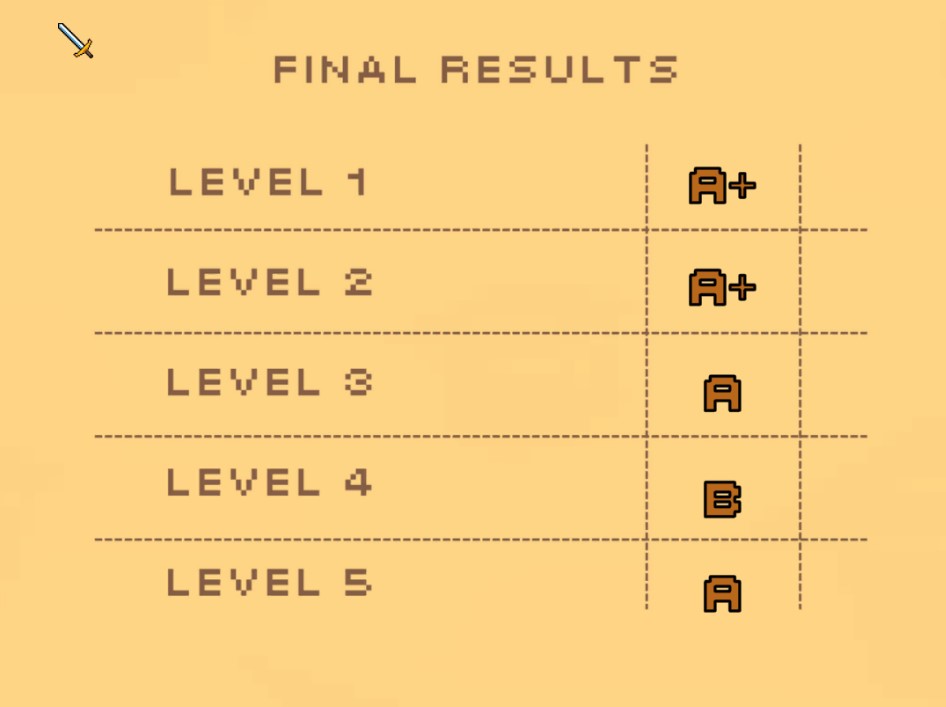 FINAL RESULTS
LEVEL 1 A+
LEVEL 2 A+
LEVEL 3 A
LEVEL 4 B
LEVEL 5 A